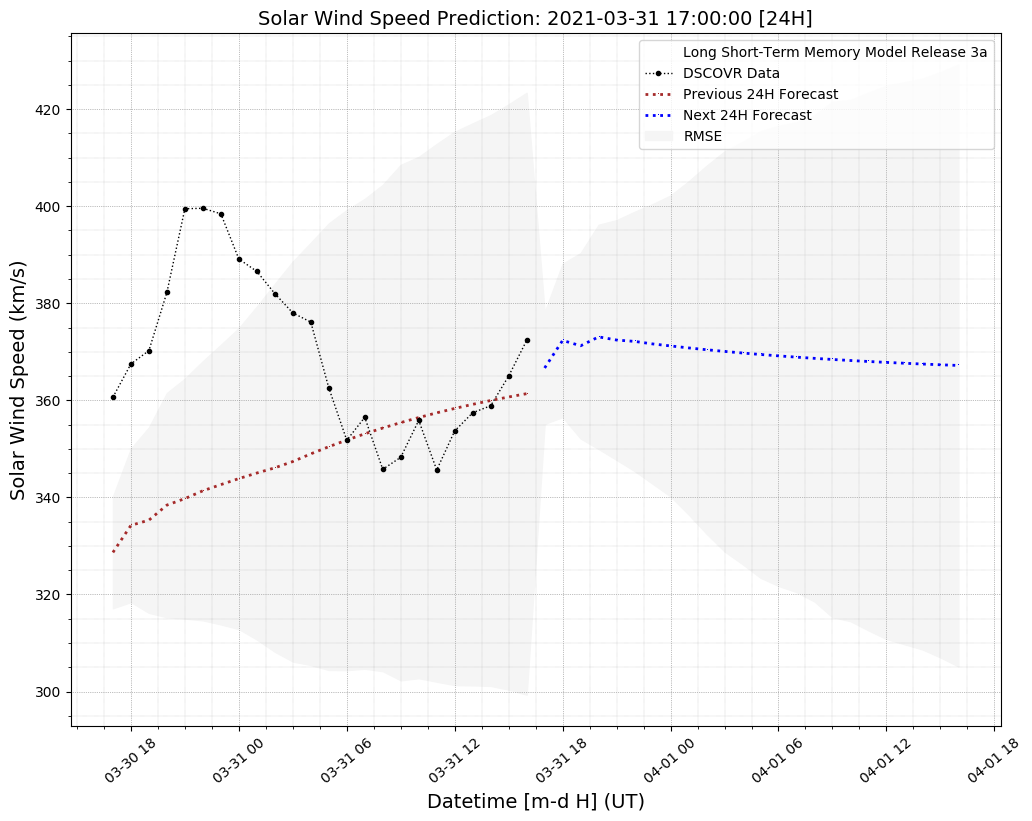 Solar Wind Speed Prediction: 2021-03-31 17:00:00 [24H]
Long Short-Term Memory Model Release 3a
DSCOVR Data
Previous 24H Forecast
Next 24H Forecast
RMSE
Solar Wind Speed (km/s)
420
400
380
360
340
320
300
03-30 18
03-31 00
03-31 06
03-31 12
03-31 18
04-01 00
04-01 06
04-01 12
04-01 18
Datetime [m-d H] (UT)